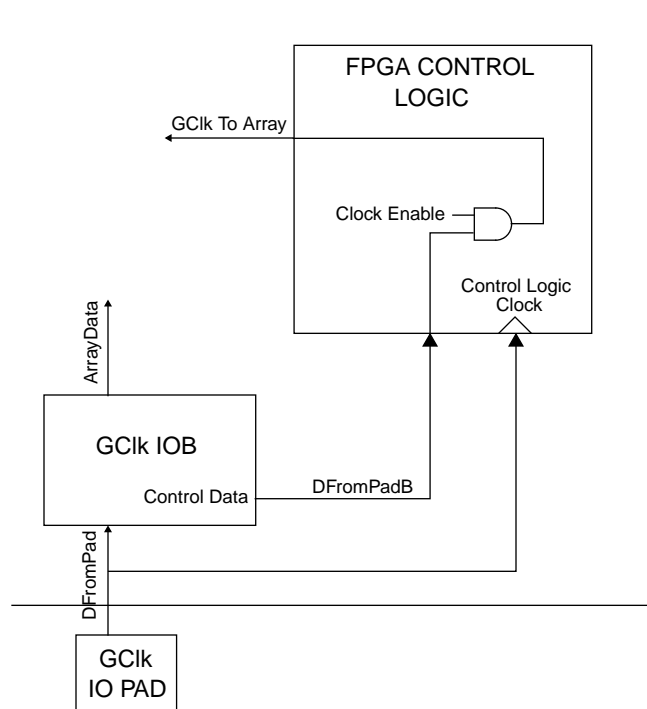 FPGA CONTROL
LOGIC
GClk To Array
Clock Enable
Control Logic
Clock
ArrayData
GClk IOB
Control Data
DFromPadB
DFromPad
GClk
IO PAD